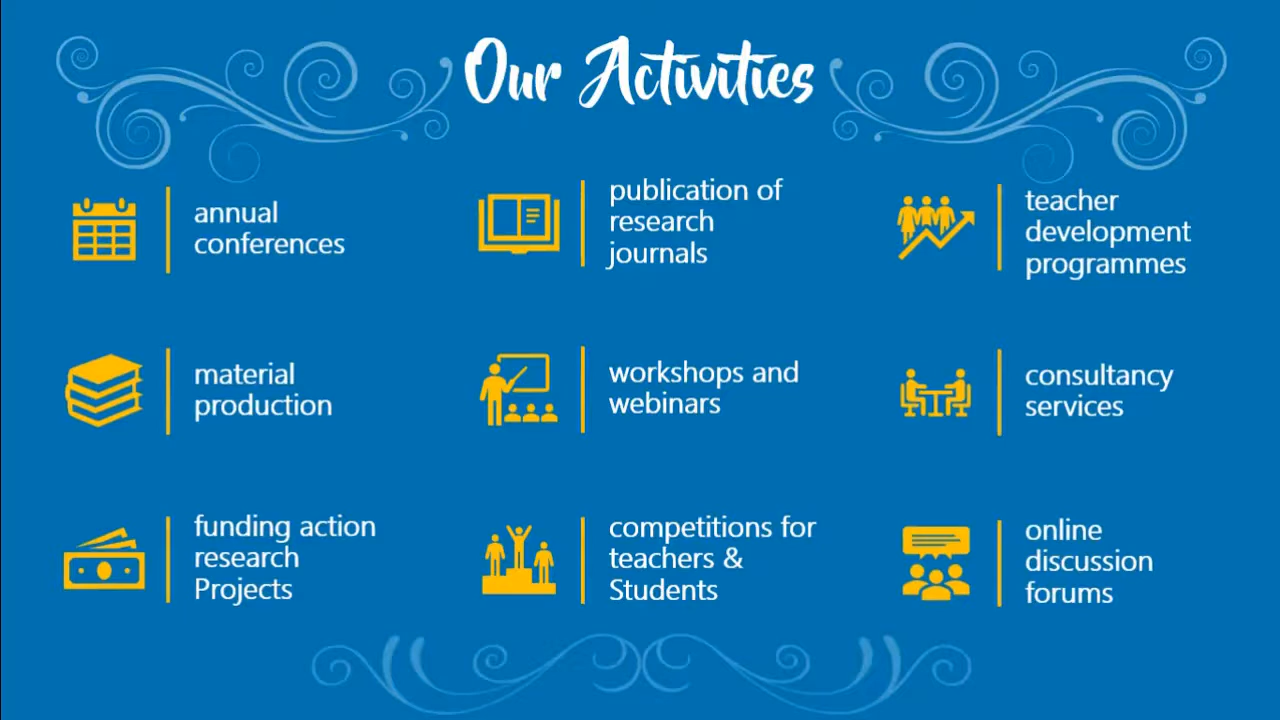 Our Activities
annual
conferences
publication of
research
journals
teacher
development
programmes
material
production
workshops and
webinars
consultancy
services
funding action
research
Projects
competitions for
teachers &
Students
online
discussion
forums